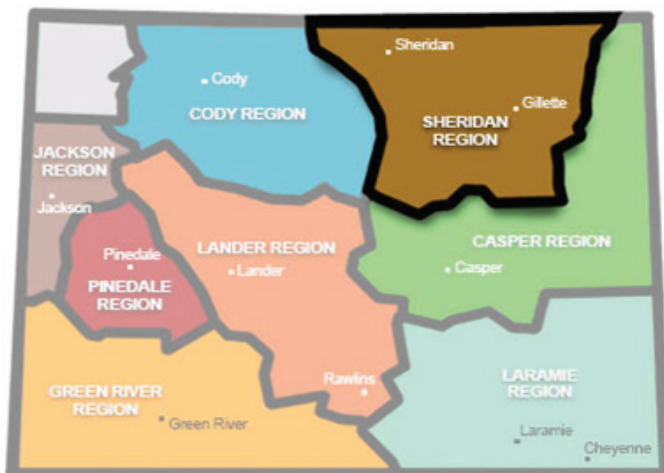 Sheridan
Cody
Gillette
CODY REGION
SHERIDAN
REGION
JACKSON
REGION
Jackson
Pinedale
PINEDALE
REGION
LANDER REGION
Lander
CASPER REGION
Casper
Rawlins
GREEN RIVER
REGION
Green River
LARAMIE
REGION
Laramie
Cheyenne